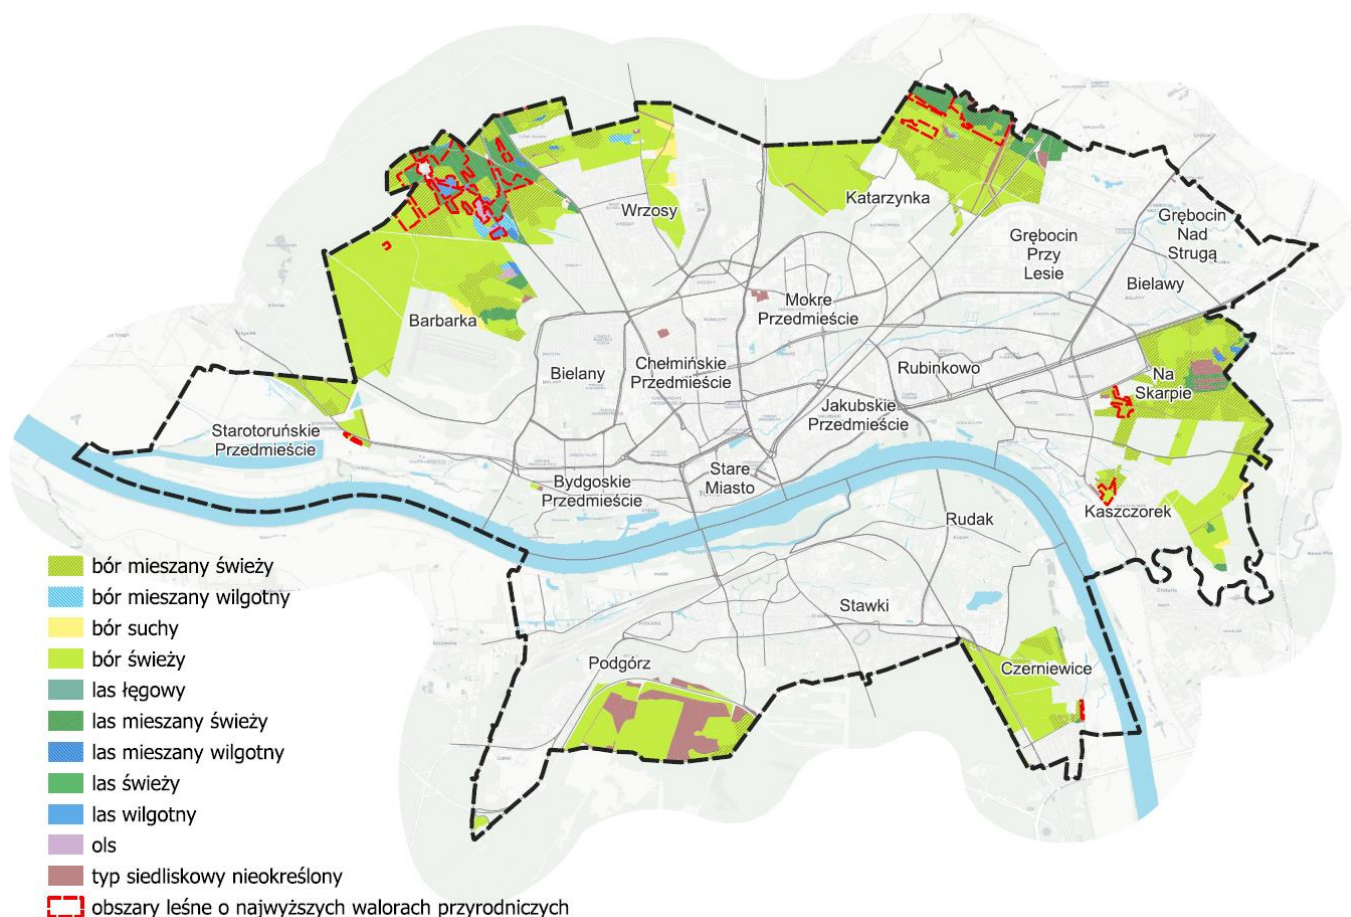 Wrzosy
Katarzynka
Grębocin
Nad
Strugą
Grębocin
Przy
Lesie
Bielawy
Mokre
Przedmieście
Barbarka
Chełmińskie
Przedmieście
Bielany
Rubinkowo
Na
Skarpie
Jakubskie
Przedmieście
Starotoruńskie
Przedmieście
Stare
Miasto
Bydgoskie
Przedmieście
Kaszczorek
Rudak
Stawki
Podgórz
Czerniewice
bór mieszany świeży
bór mieszany wilgotny
bór suchy
bór świeży
las łęgowy
las mieszany świeży
las mieszany wilgotny
las świeży
las wilgotny
ols
typ siedliskowy nieokreślony
obszary leśne o najwyższych walorach przyrodniczych